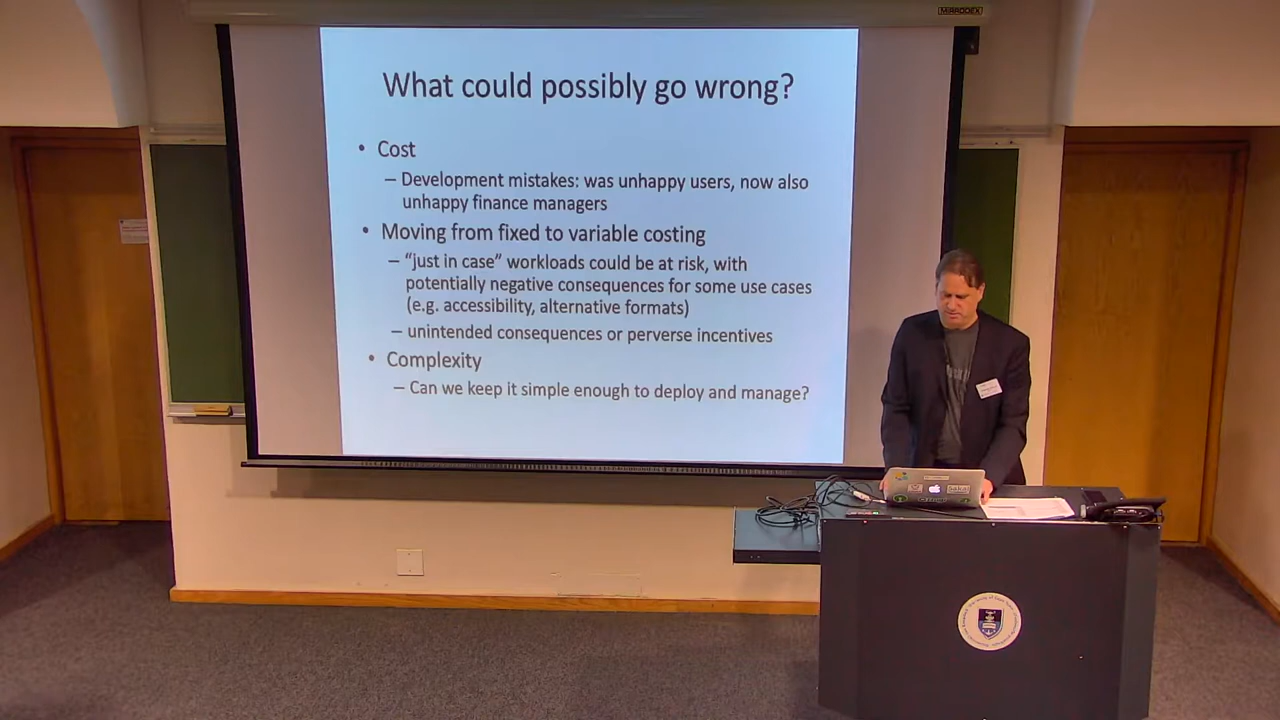 What could possibly go wrong?
• Cost
– Development mistakes: was unhappy users, now also
unhappy finance managers
• Moving from fixed to variable costing
– “just in case” workloads could be at risk, with
potentially negative consequences for some use cases
(e.g. accessibility, alternative formats)
– unintended consequences or perverse incentives
• Complexity
– Can we keep it simple enough to deploy and manage?
sakai